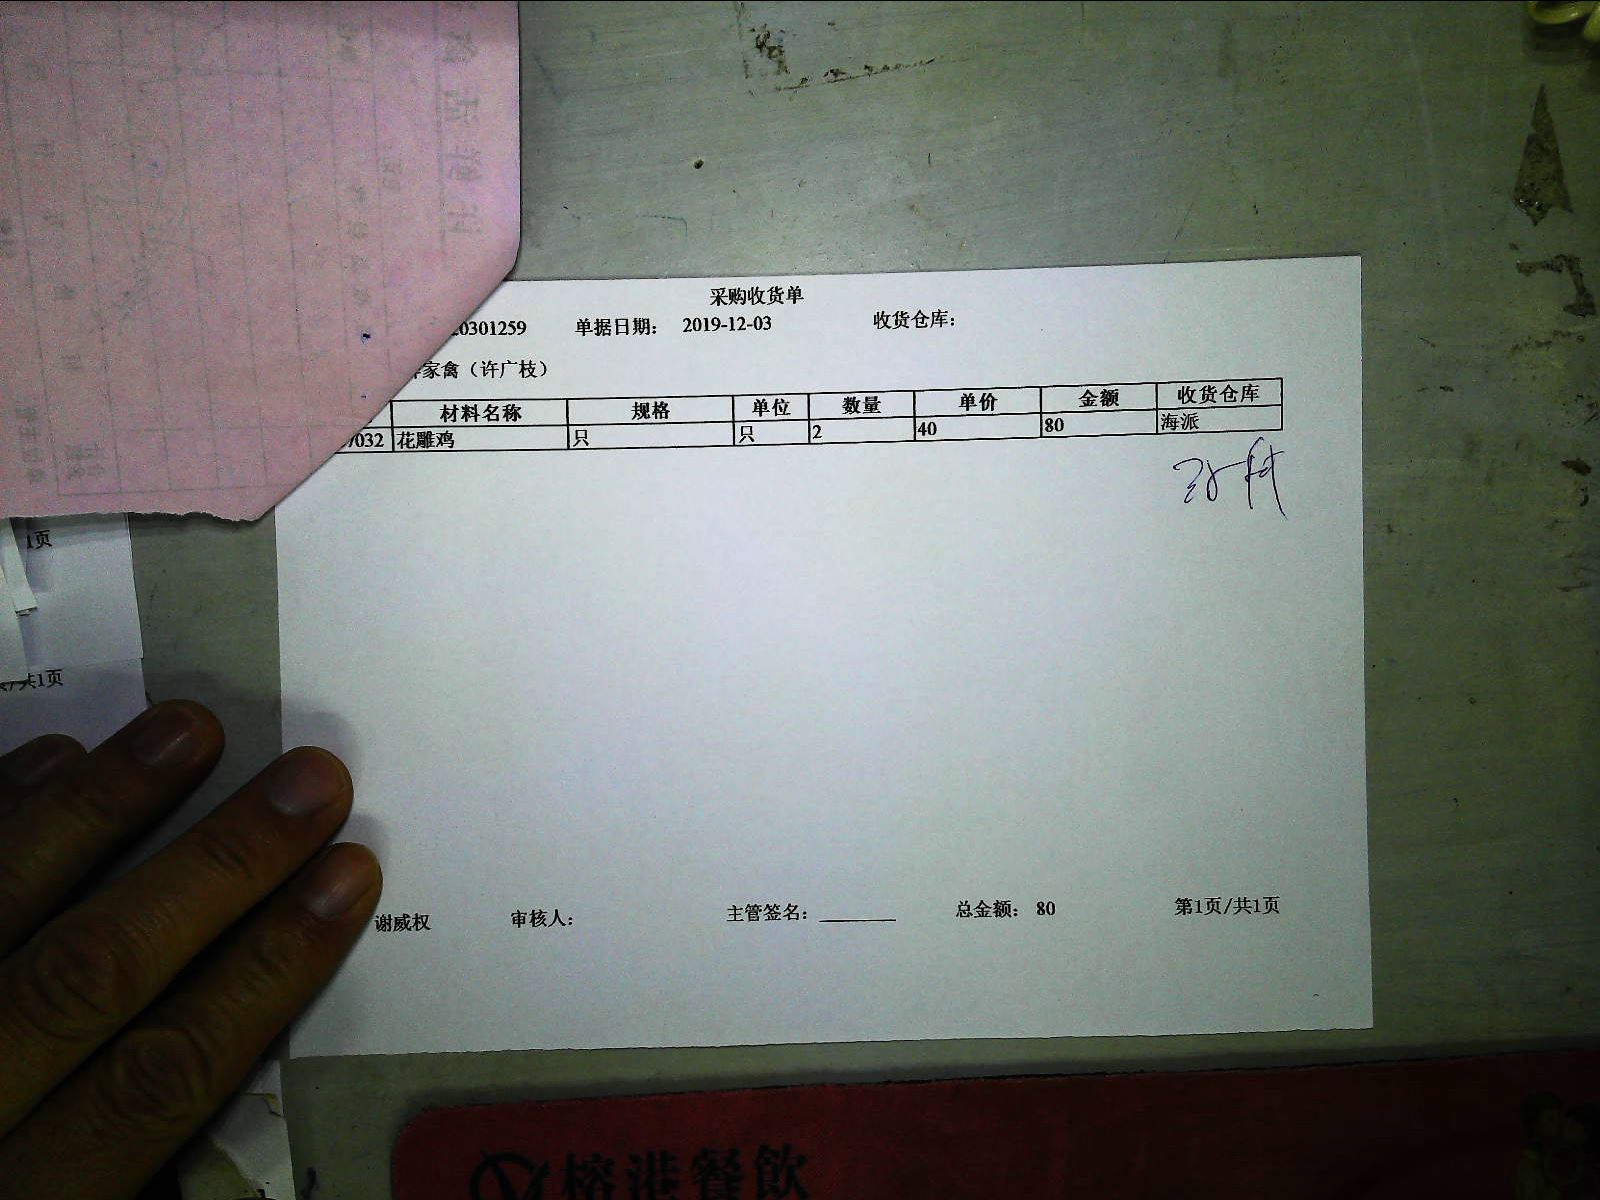 采购收货单
20301259 单据日期： 2019-12-03 收货仓库：
家禽（许广枝）
材料名称 规格 单位 数量 单价 金额 收货仓库
7032 花雕鸡 只 只 2 40 80 海派
谢威权 审核人： 主管签名：________ 总金额： 80 第1页/共1页
1页
共1页
榕港餐飲